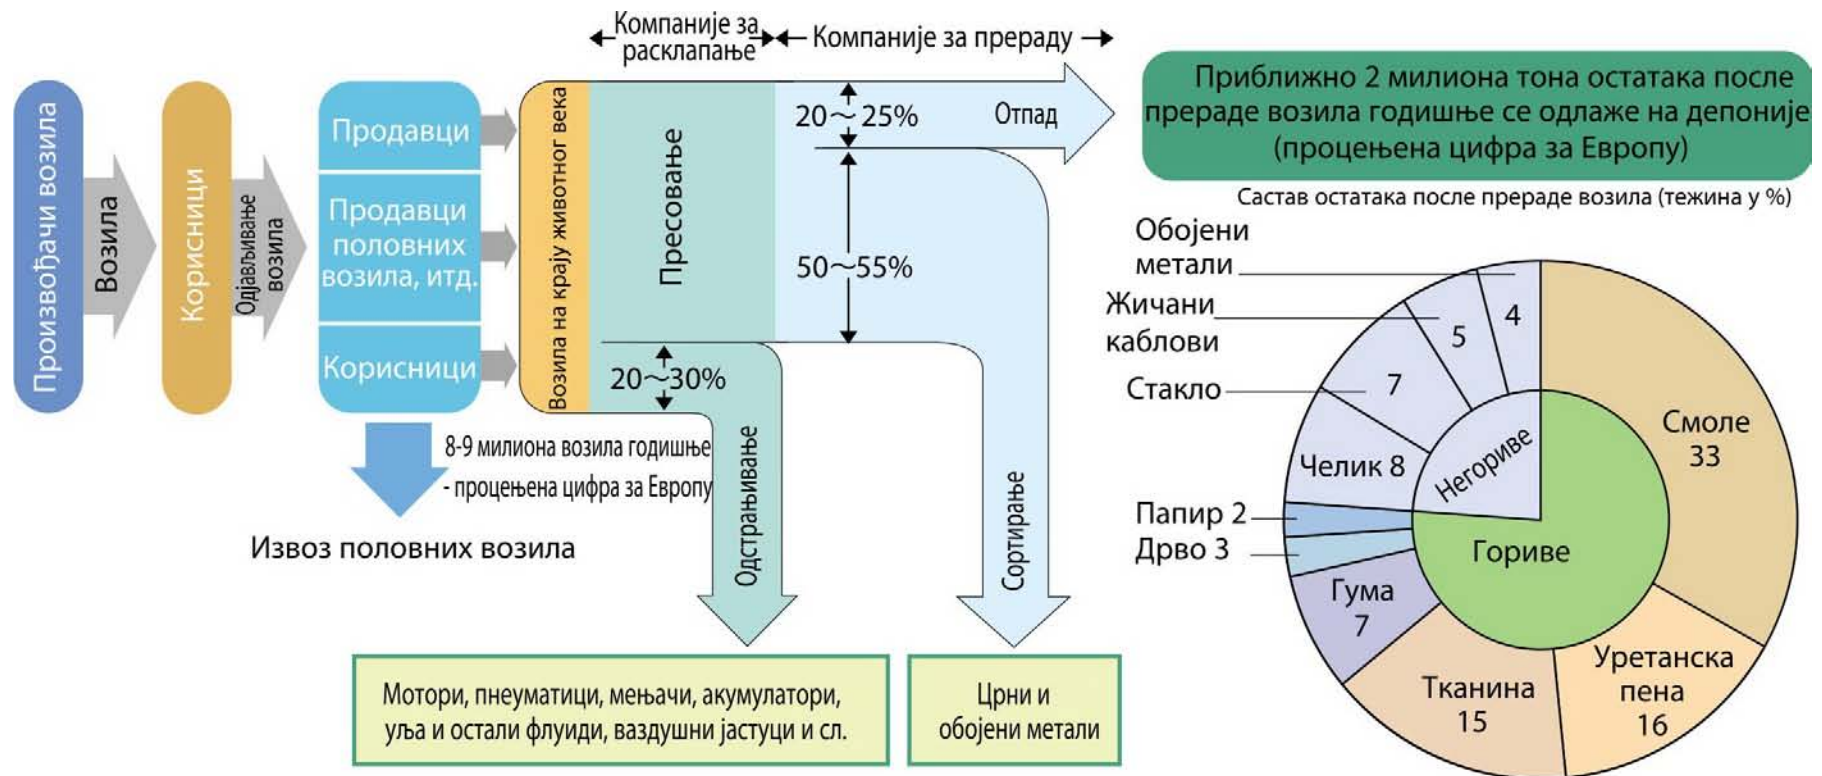 Произвођачи возила
Возила
Корисници
Одјављивање
возила
Продавци
Продавци
половних
возила, итд.
Корисници
8-9 милиона возила годишње
- процењена цифра за Европу
Извоз половних возила
Возила на крају животног века
Компаније за
расклапање
Компаније за прераду
Пресовање
20~25%
Отпад
50~55%
20~30%
Одстрањивање
Сортирање
Мотори, пнеуматици, мењачи, акумулатори,
уља и остали флуиди, ваздушни јастуци и сл.
Црни и
обојени метали
Приближно 2 милиона тона остатака после
прераде возила годишње се одлаже на депоније
(процењена цифра за Европу)
Састав остатака после прераде возила (тежина у %)
Обојени
метали
4
Жичани
каблови
5
Стакло
7
Челик 8
Папир 2
Дрво 3
Гума
7
Тканина
15
Уретанска
пена
16
Смоле
33
Негориве
Гориве